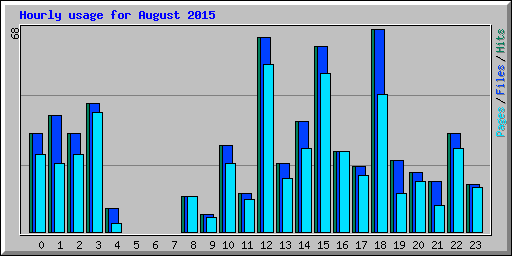 Hourly usage for August 2015
68
Pages / Files / Hits
0 1 2 3 4 5 6 7 8 9 10 11 12 13 14 15 16 17 18 19 20 21 22 23